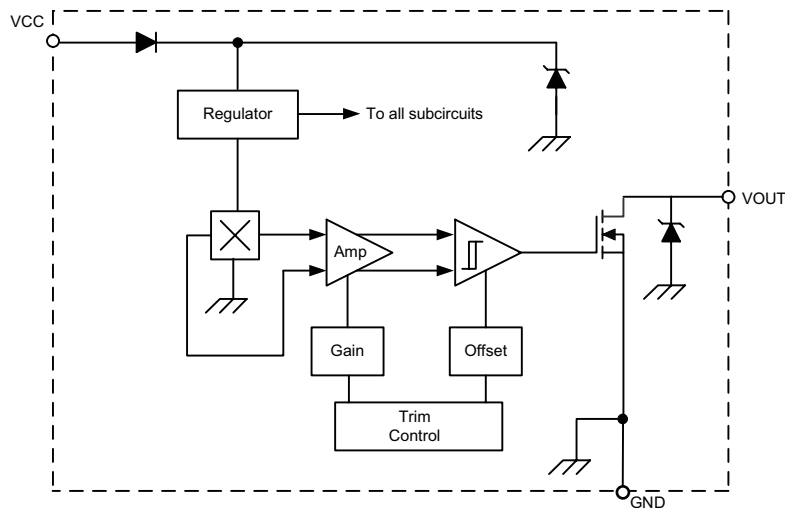 VCC
Regulator
To all subcircuits
VOUT
Amp
Gain
Offset
Trim
Control
GND